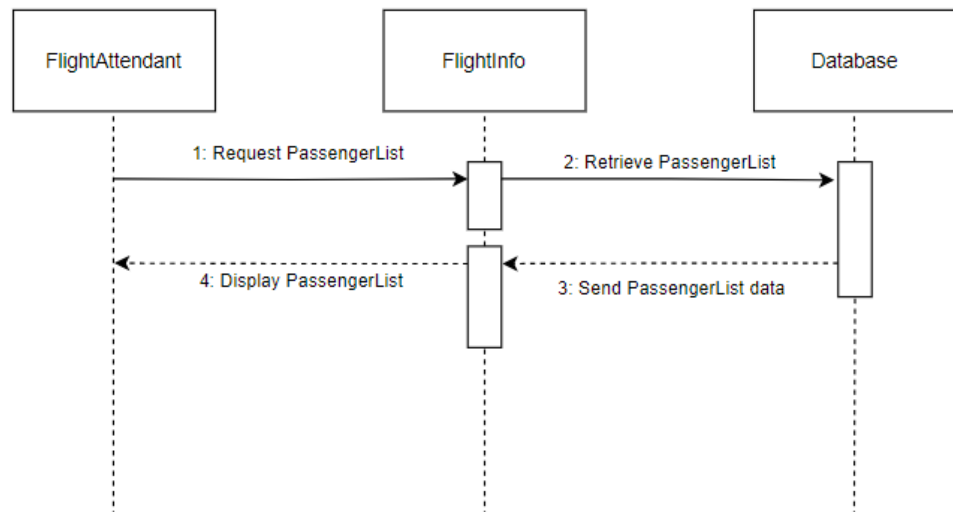 FlightAttendant
FlightInfo
Database
1: Request PassengerList
2: Retrieve PassengerList
4: Display PassengerList
3: Send PassengerList data